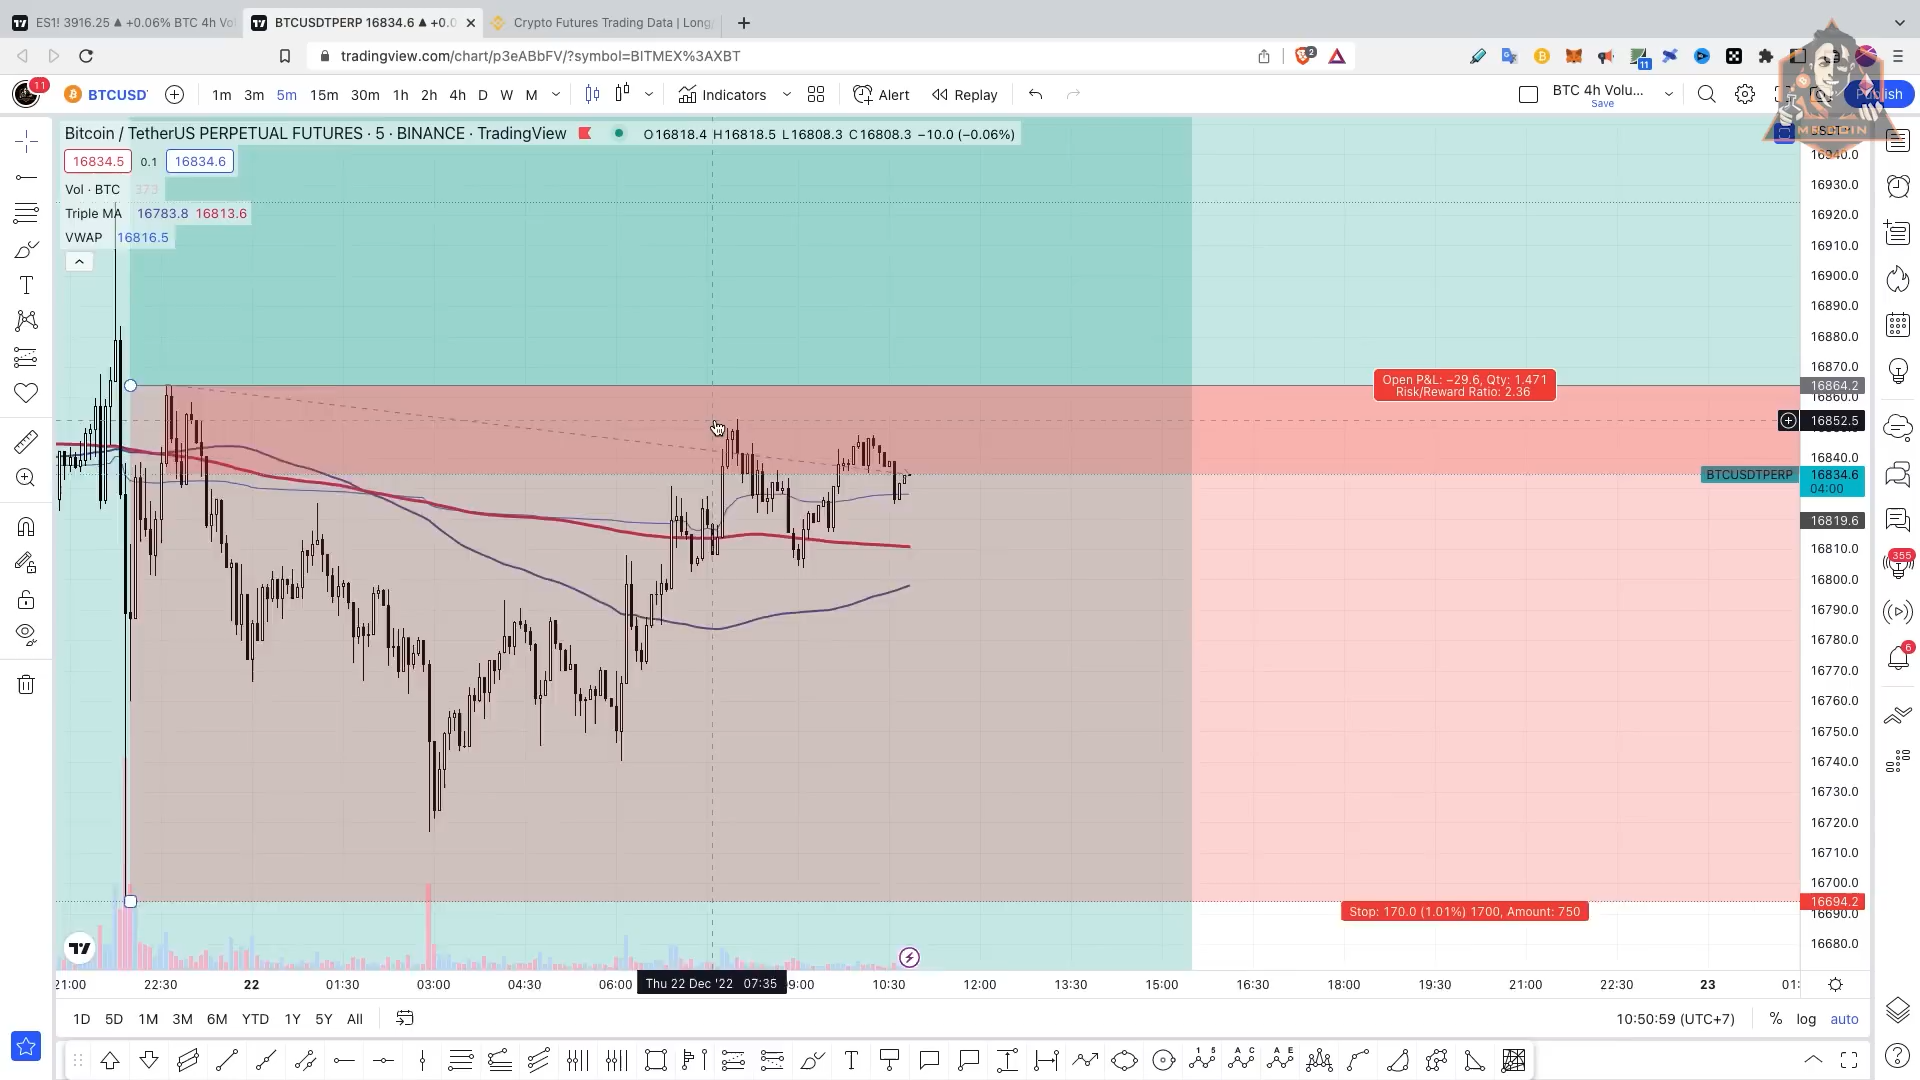 ES1! 3916.25 ▲ +0.06% BTC 4h Vo
BTCUSDTPERP 16834.6 ▲ +0.0
Crypto Futures Trading Data | Long
tradingview.com/chart/p3eABbFV/?symbol=BITMEX%3AXBT
2
11
11
BTCUSD
1m 3m 5m 15m 30m 1h 2h 4h D W M
Indicators
Alert
Replay
BTC 4h Volu...
Save
Publish
Bitcoin / TetherUS PERPETUAL FUTURES · 5 · BINANCE · TradingView
O16818.4 H16818.5 L16808.3 C16808.3 −10.0 (−0.06%)
16834.5 0.1 16834.6
Vol · BTC 373
Triple MA 16783.8 16813.6
VWAP 16816.5
16940.0
16930.0
16920.0
16910.0
16900.0
16890.0
16880.0
16870.0
16864.2
16860.0
16852.5
16840.0
BTCUSDTPERP 16834.6
04:00
16819.6
16810.0
16800.0
16790.0
16780.0
16770.0
16760.0
16750.0
16740.0
16730.0
16720.0
16710.0
16700.0
16694.2
16690.0
16680.0
Open P&L: −29.6, Qty: 1.471
Risk/Reward Ratio: 2.36
Stop: 170.0 (1.01%) 1700, Amount: 750
355
6
21:00 22:30 22 01:30 03:00 04:30 06:00 Thu 22 Dec '22 07:35 09:00 10:30 12:00 13:30 15:00 16:30 18:00 19:30 21:00 22:30 23 01:
1D 5D 1M 3M 6M YTD 1Y 5Y All
10:50:59 (UTC+7) % log auto